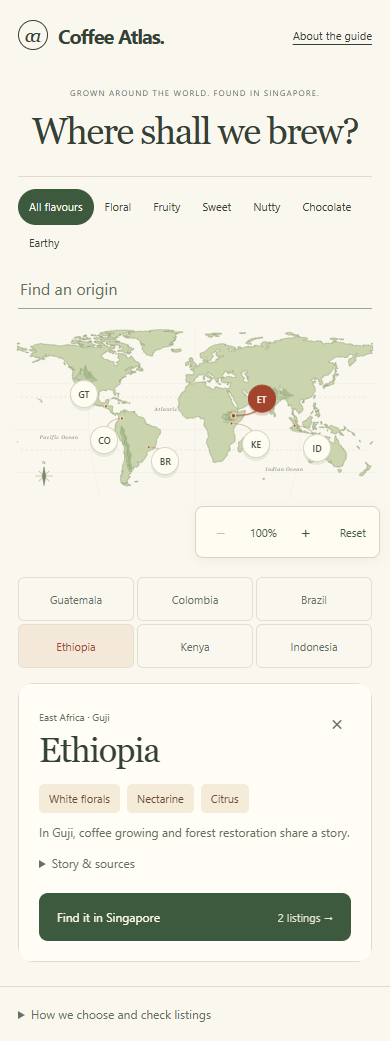 ca Coffee Atlas. About the guide
GROWN AROUND THE WORLD. FOUND IN SINGAPORE.
Where shall we brew?
All flavours Floral Fruity Sweet Nutty Chocolate
Earthy
Find an origin
GT
ET
Atlantic
CO
Pacific Ocean
KE
ID
BR
Indian Ocean
N
− 100% + Reset
Guatemala Colombia Brazil
Ethiopia Kenya Indonesia
East Africa · Guji
×
Ethiopia
White florals Nectarine Citrus
In Guji, coffee growing and forest restoration share a story.
▶ Story & sources
Find it in Singapore 2 listings →
▶ How we choose and check listings